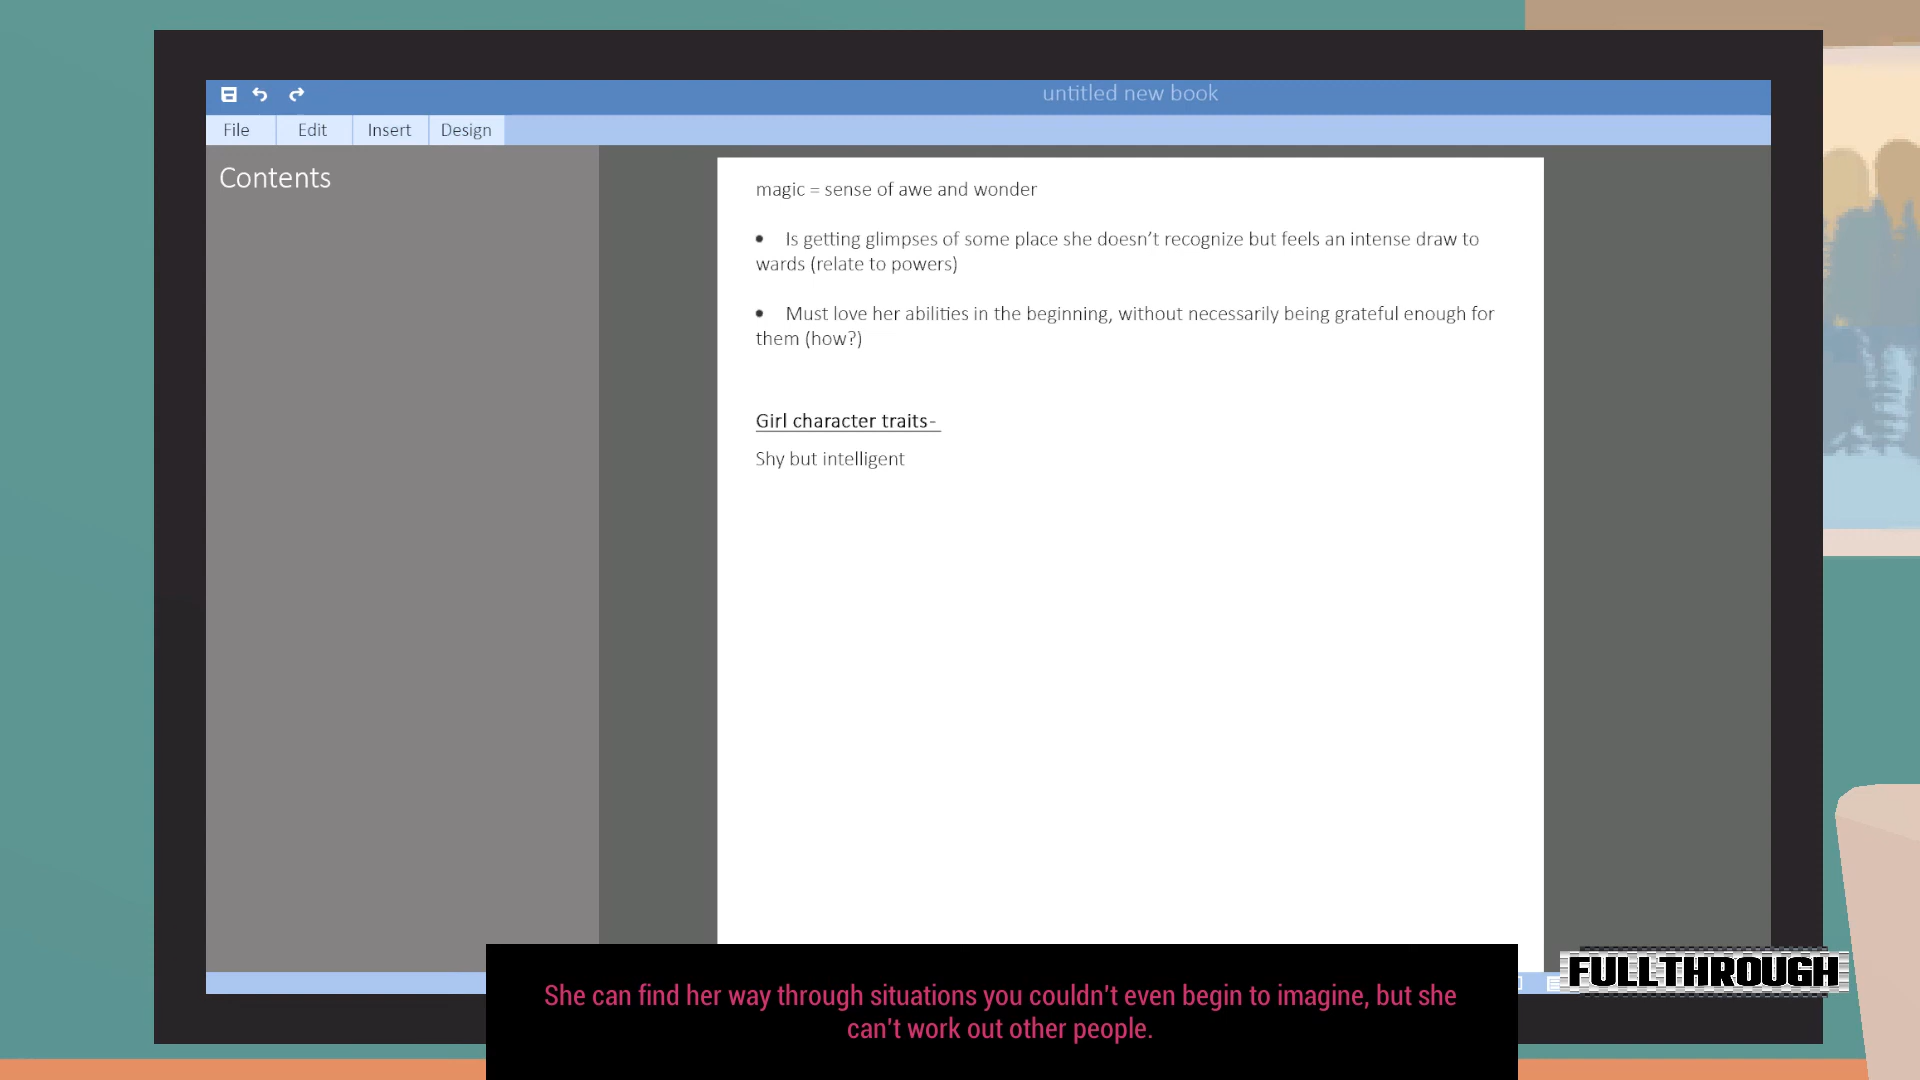 untitled new book
File Edit Insert Design
Contents
magic = sense of awe and wonder
• Is getting glimpses of some place she doesn't recognize but feels an intense draw to
wards (relate to powers)
• Must love her abilities in the beginning, without necessarily being grateful enough for
them (how?)
Girl character traits-
Shy but intelligent
She can find her way through situations you couldn't even begin to imagine, but she
can't work out other people.
FULLTHROUGH